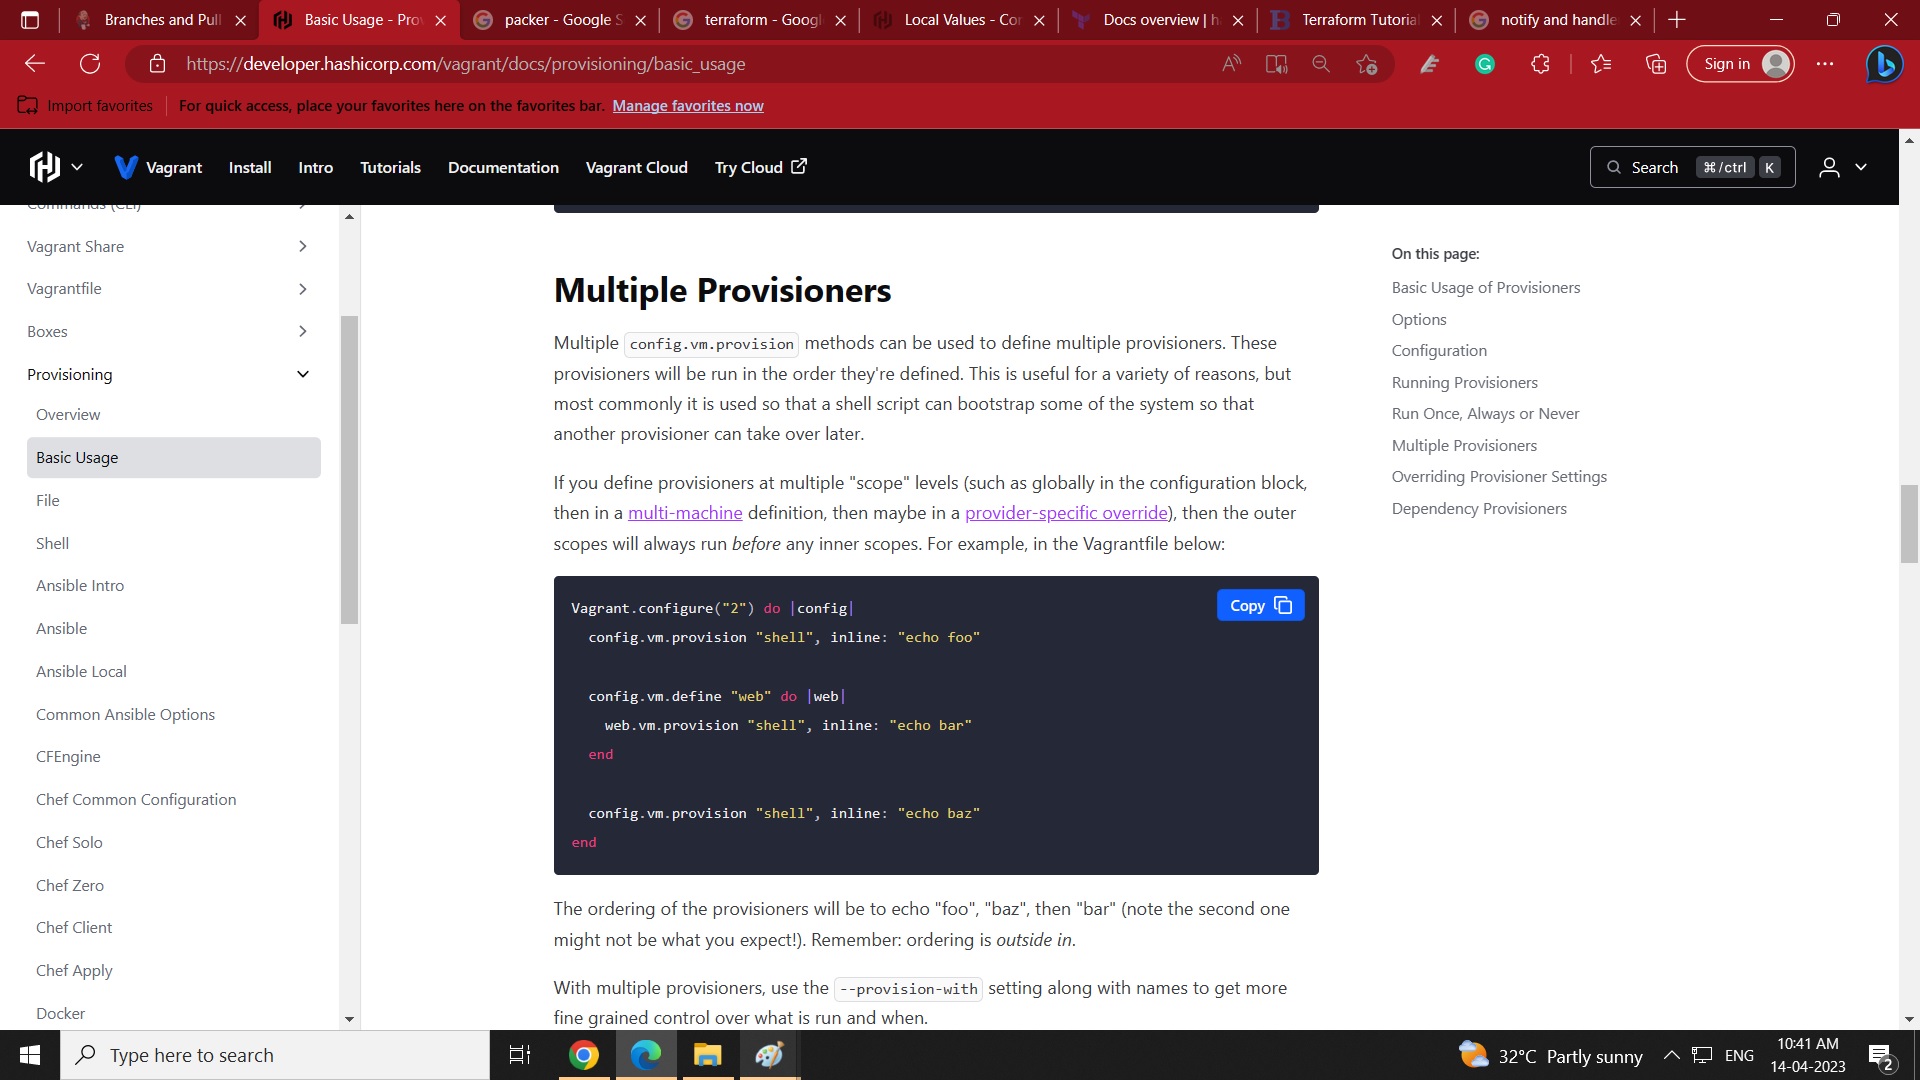 Branches and Pull
Basic Usage - Pro
packer - Google S
terraform - Googl
Local Values - Co
Docs overview | h
Terraform Tutorial
notify and handle
https://developer.hashicorp.com/vagrant/docs/provisioning/basic_usage
Sign in
Import favorites
For quick access, place your favorites here on the favorites bar. Manage favorites now
Vagrant Install Intro Tutorials Documentation Vagrant Cloud Try Cloud
Search ⌘/ctrl K
Commands (CLI)
Vagrant Share
Vagrantfile
Boxes
Provisioning
Overview
Basic Usage
File
Shell
Ansible Intro
Ansible
Ansible Local
Common Ansible Options
CFEngine
Chef Common Configuration
Chef Solo
Chef Zero
Chef Client
Chef Apply
Docker
Multiple Provisioners
Multiple config.vm.provision methods can be used to define multiple provisioners. These
provisioners will be run in the order they're defined. This is useful for a variety of reasons, but
most commonly it is used so that a shell script can bootstrap some of the system so that
another provisioner can take over later.
If you define provisioners at multiple "scope" levels (such as globally in the configuration block,
then in a multi-machine definition, then maybe in a provider-specific override), then the outer
scopes will always run before any inner scopes. For example, in the Vagrantfile below:
Copy
Vagrant.configure("2") do |config|
config.vm.provision "shell", inline: "echo foo"
config.vm.define "web" do |web|
web.vm.provision "shell", inline: "echo bar"
end
config.vm.provision "shell", inline: "echo baz"
end
The ordering of the provisioners will be to echo "foo", "baz", then "bar" (note the second one
might not be what you expect!). Remember: ordering is outside in.
With multiple provisioners, use the --provision-with setting along with names to get more
fine grained control over what is run and when.
On this page:
Basic Usage of Provisioners
Options
Configuration
Running Provisioners
Run Once, Always or Never
Multiple Provisioners
Overriding Provisioner Settings
Dependency Provisioners
Type here to search
32°C Partly sunny
ENG
10:41 AM
14-04-2023
2